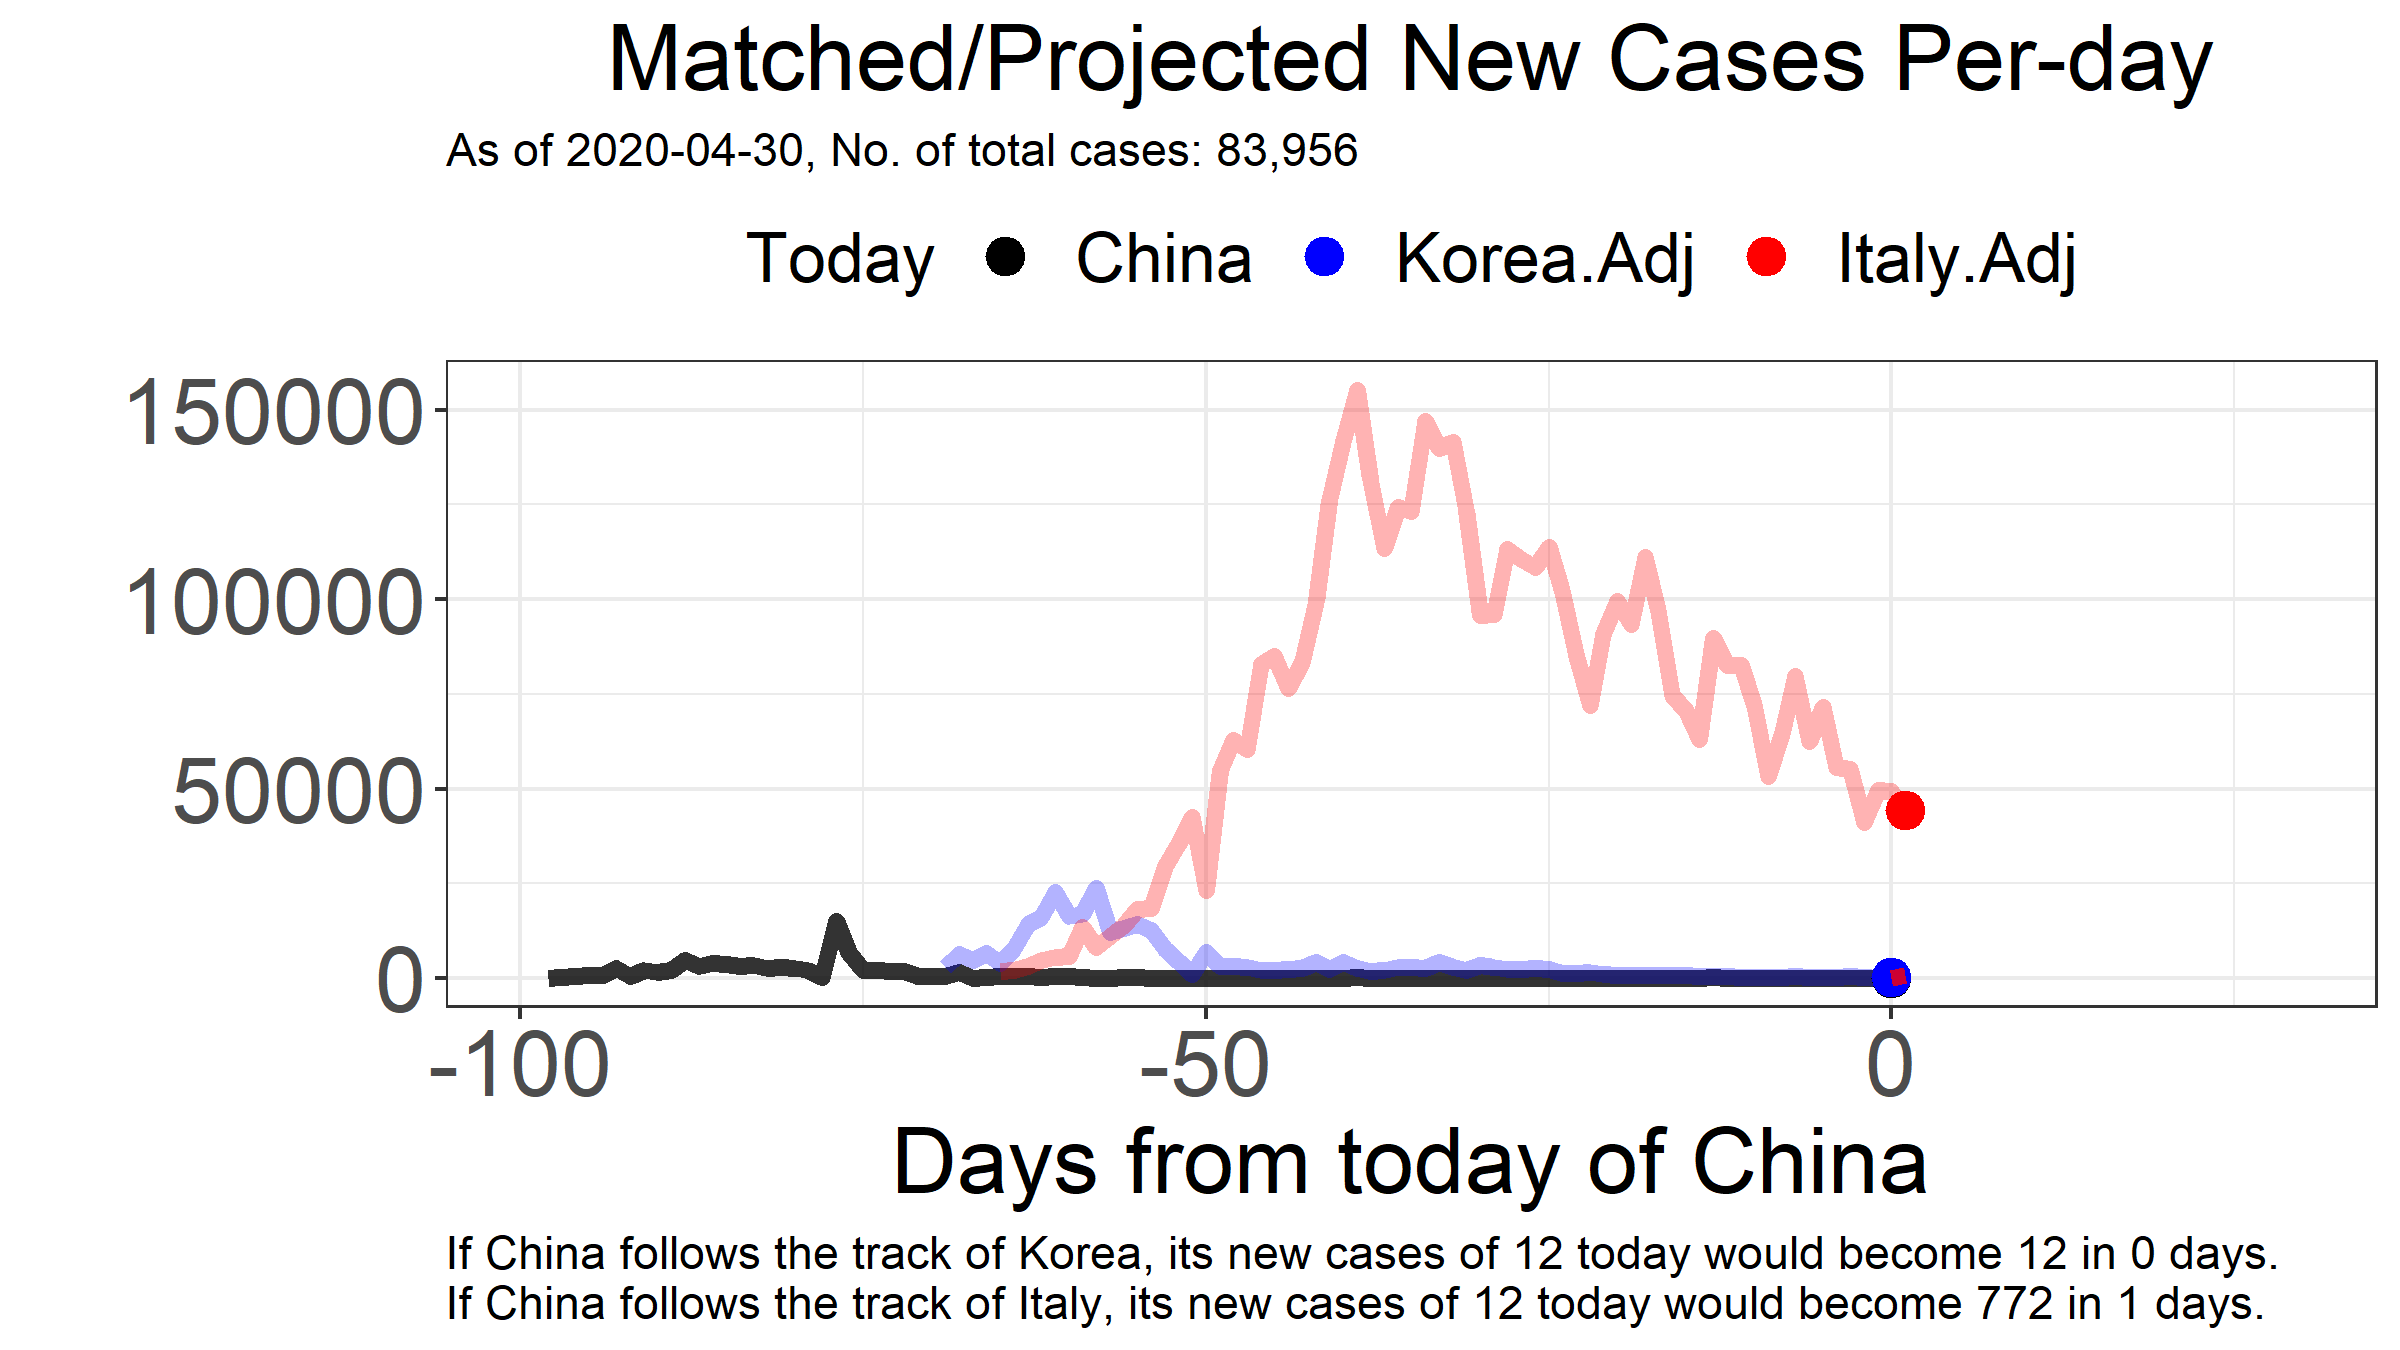 Matched/Projected New Cases Per-day
As of 2020-04-30, No. of total cases: 83,956
Today China Korea.Adj Italy.Adj
150000
100000
50000
0
-100 -50 0
Days from today of China
If China follows the track of Korea, its new cases of 12 today would become 12 in 0 days.
If China follows the track of Italy, its new cases of 12 today would become 772 in 1 days.